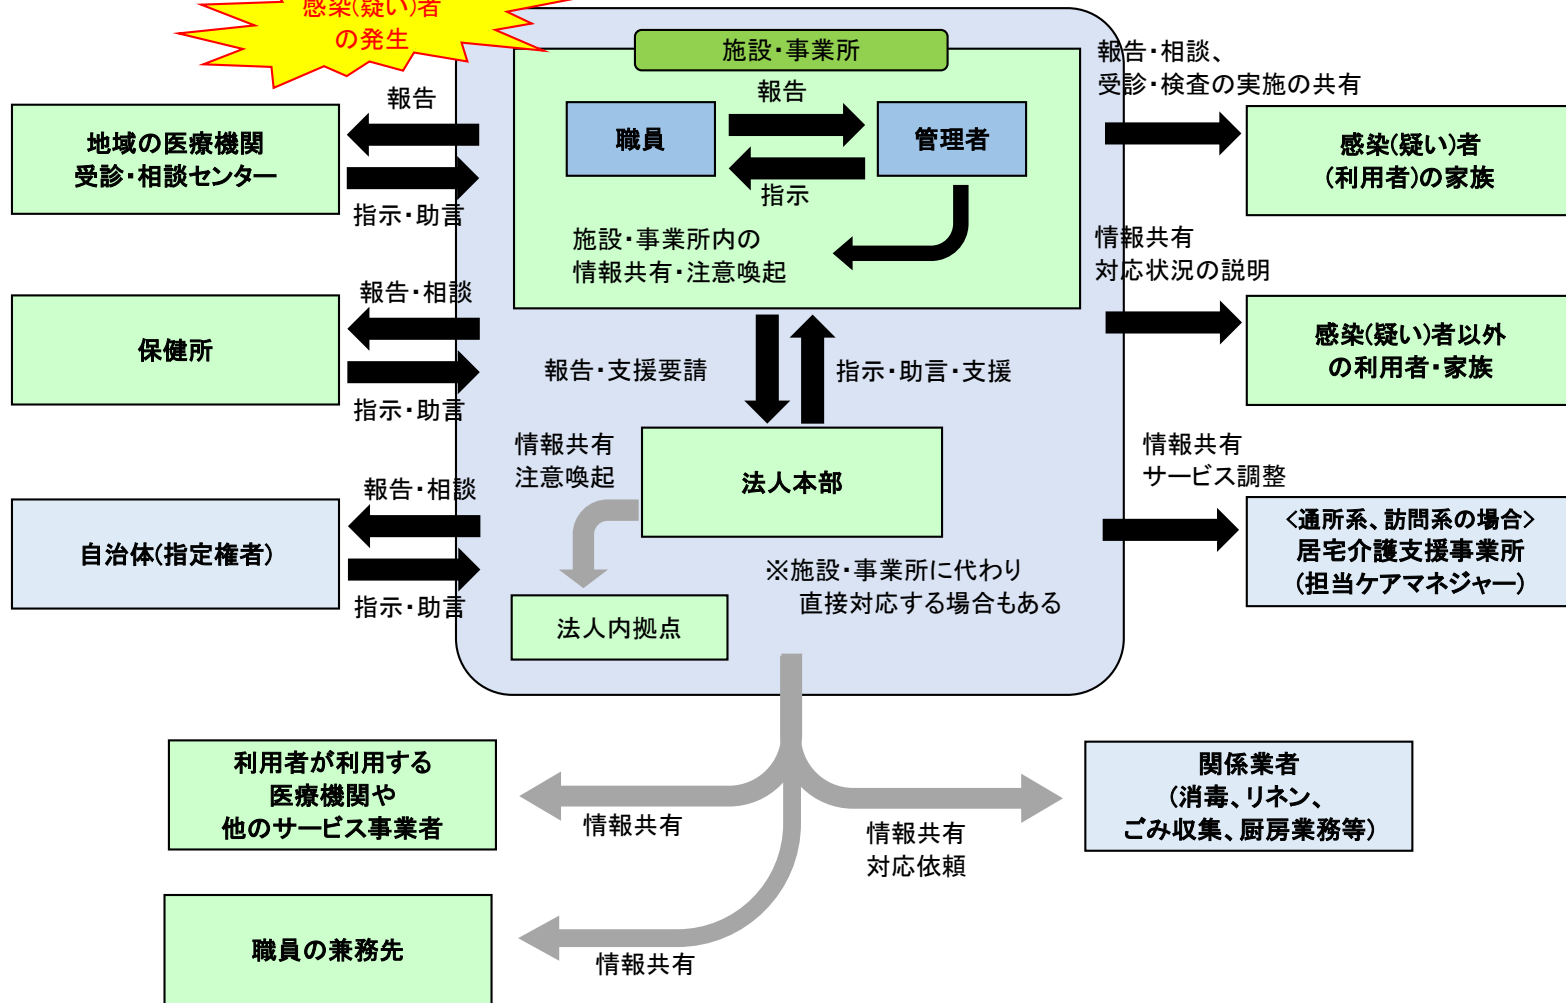 感染(疑い)者
の発生
施設・事業所
報告・相談、
受診・検査の実施の共有
報告
地域の医療機関
受診・相談センター
指示・助言
職員
報告
管理者
指示
施設・事業所内の
情報共有・注意喚起
感染(疑い)者
(利用者)の家族
情報共有
対応状況の説明
報告・相談
保健所
指示・助言
報告・支援要請
指示・助言・支援
感染(疑い)者以外
の利用者・家族
情報共有
注意喚起
法人本部
情報共有
サービス調整
報告・相談
自治体(指定権者)
指示・助言
※施設・事業所に代わり
直接対応する場合もある
法人内拠点
<通所系、訪問系の場合>
居宅介護支援事業所
(担当ケアマネジャー)
利用者が利用する
医療機関や
他のサービス事業者
情報共有
情報共有
対応依頼
関係業者
(消毒、リネン、
ごみ収集、厨房業務等)
職員の兼務先
情報共有